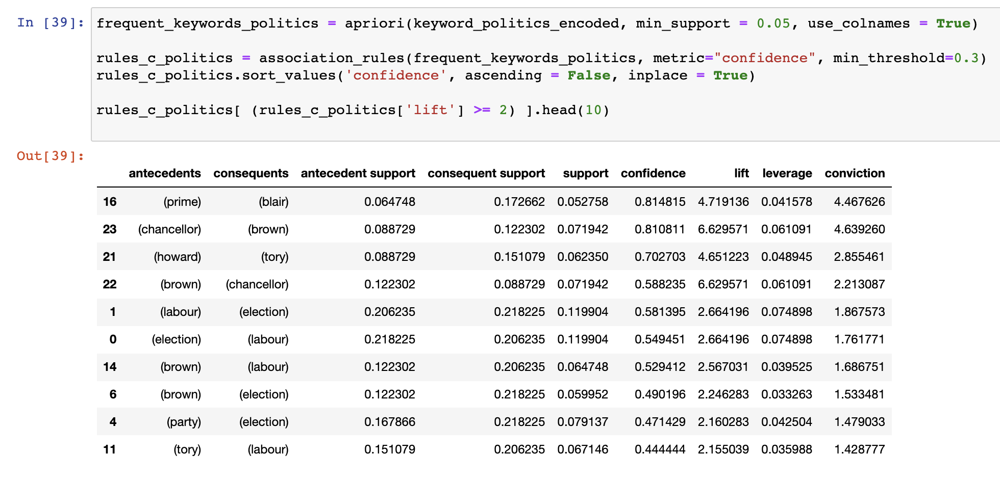 In [39]: frequent_keywords_politics = apriori(keyword_politics_encoded, min_support = 0.05, use_colnames = True)
rules_c_politics = association_rules(frequent_keywords_politics, metric="confidence", min_threshold=0.3)
rules_c_politics.sort_values('confidence', ascending = False, inplace = True)
rules_c_politics[ (rules_c_politics['lift'] >= 2) ].head(10)
Out[39]:
antecedents consequents antecedent support consequent support support confidence lift leverage conviction
16 (prime) (blair) 0.064748 0.172662 0.052758 0.814815 4.719136 0.041578 4.467626
23 (chancellor) (brown) 0.088729 0.122302 0.071942 0.810811 6.629571 0.061091 4.639260
21 (howard) (tory) 0.088729 0.151079 0.062350 0.702703 4.651223 0.048945 2.855461
22 (brown) (chancellor) 0.122302 0.088729 0.071942 0.588235 6.629571 0.061091 2.213087
1 (labour) (election) 0.206235 0.218225 0.119904 0.581395 2.664196 0.074898 1.867573
0 (election) (labour) 0.218225 0.206235 0.119904 0.549451 2.664196 0.074898 1.761771
14 (brown) (labour) 0.122302 0.206235 0.064748 0.529412 2.567031 0.039525 1.686751
6 (brown) (election) 0.122302 0.218225 0.059952 0.490196 2.246283 0.033263 1.533481
4 (party) (election) 0.167866 0.218225 0.079137 0.471429 2.160283 0.042504 1.479033
11 (tory) (labour) 0.151079 0.206235 0.067146 0.444444 2.155039 0.035988 1.428777